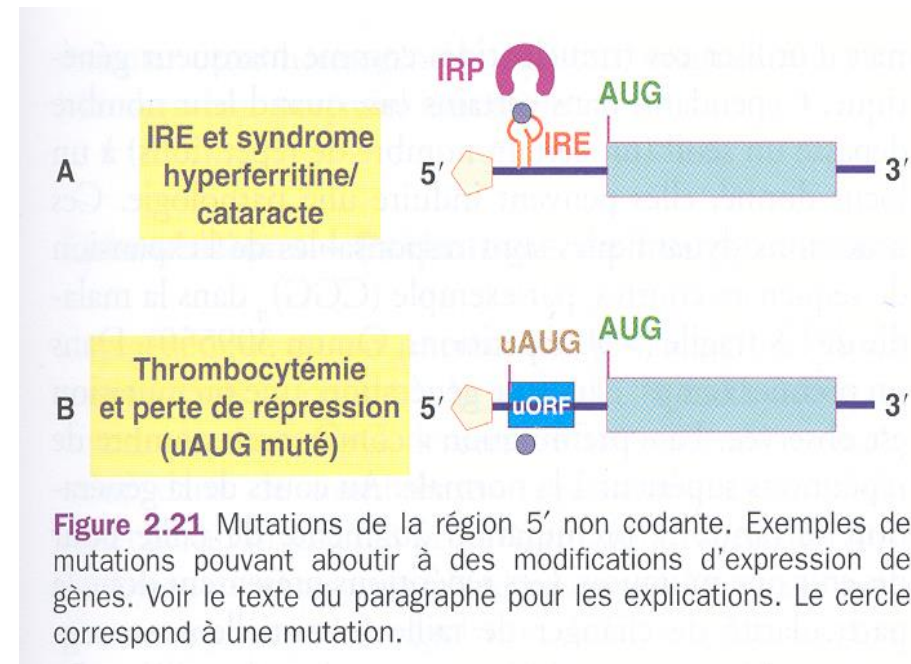 IRP
AUG
A
IRE et syndrome
hyperferritine/
cataracte
5′
IRE
3′
uAUG
AUG
B
Thrombocytémie
et perte de répression
(uAUG muté)
5′
uORF
3′
Figure 2.21 Mutations de la région 5′ non codante. Exemples de
mutations pouvant aboutir à des modifications d’expression de
gènes. Voir le texte du paragraphe pour les explications. Le cercle
correspond à une mutation.